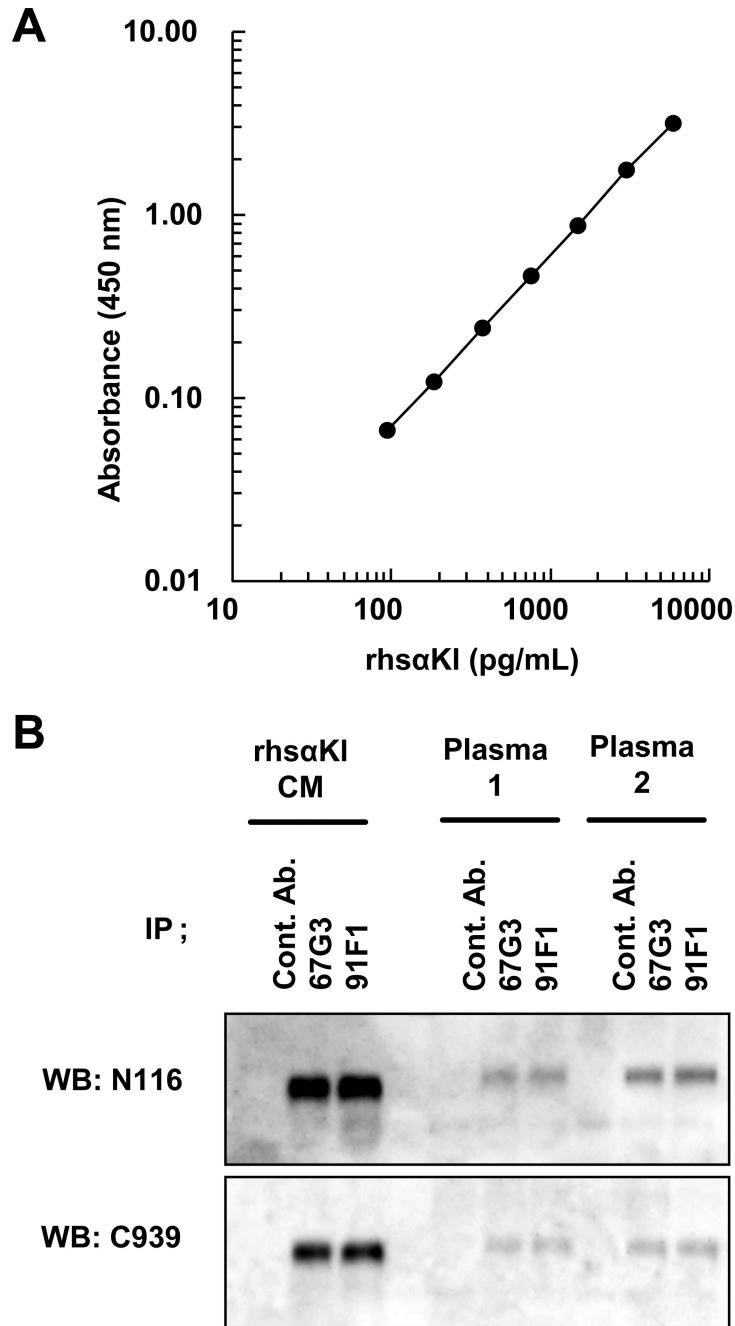 A
10.00
1.00
0.10
0.01
Absorbance (450 nm)
10 100 1000 10000
rhsαKl (pg/mL)
B
rhsαKl CM
Plasma 1
Plasma 2
IP ;
Cont. Ab.
67G3
91F1
Cont. Ab.
67G3
91F1
Cont. Ab.
67G3
91F1
WB: N116
WB: C939